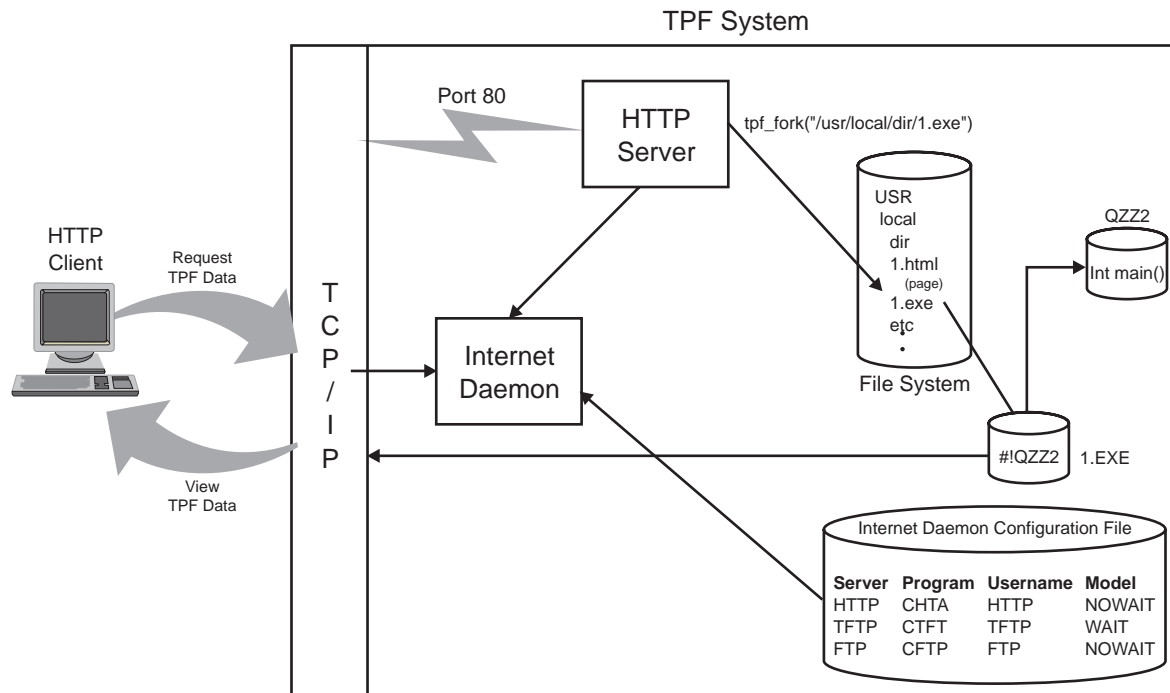 TPF System
Port 80
HTTP
Server
tpf_fork("/usr/local/dir/1.exe")
USR
local
dir
1.html
(page)
1.exe
etc
File System
QZZ2
Int main()
HTTP
Client
Request
TPF Data
T
C
P
/
I
P
Internet
Daemon
#!QZZ2
1.EXE
View
TPF Data
Internet Daemon Configuration File
Server Program Username Model
HTTP CHTA HTTP NOWAIT
TFTP CTFT TFTP WAIT
FTP CFTP FTP NOWAIT